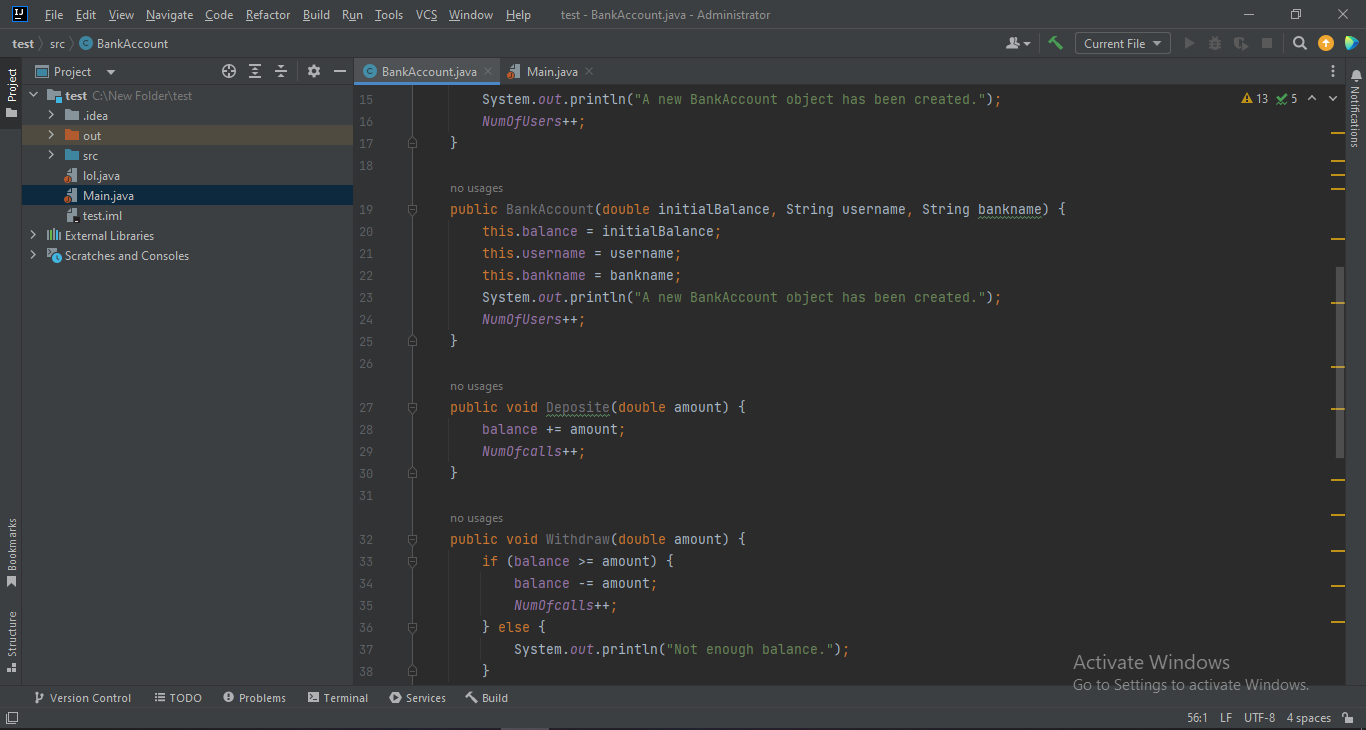 File Edit View Navigate Code Refactor Build Run Tools VCS Window Help test - BankAccount.java - Administrator
test src BankAccount
Current File
Project
Project
BankAccount.java
Main.java
Notifications
test C:\New Folder\test
.idea
out
src
lol.java
Main.java
test.iml
External Libraries
Scratches and Consoles
13 5
15 System.out.println("A new BankAccount object has been created.");
16 NumOfUsers++;
17 }
18
no usages
19 public BankAccount(double initialBalance, String username, String bankname) {
20 this.balance = initialBalance;
21 this.username = username;
22 this.bankname = bankname;
23 System.out.println("A new BankAccount object has been created.");
24 NumOfUsers++;
25 }
26
no usages
27 public void Deposite(double amount) {
28 balance += amount;
29 NumOfcalls++;
30 }
31
no usages
32 public void Withdraw(double amount) {
33 if (balance >= amount) {
34 balance -= amount;
35 NumOfcalls++;
36 } else {
37 System.out.println("Not enough balance.");
38 }
Bookmarks
Structure
Activate Windows
Go to Settings to activate Windows.
Version Control TODO Problems Terminal Services Build
56:1 LF UTF-8 4 spaces